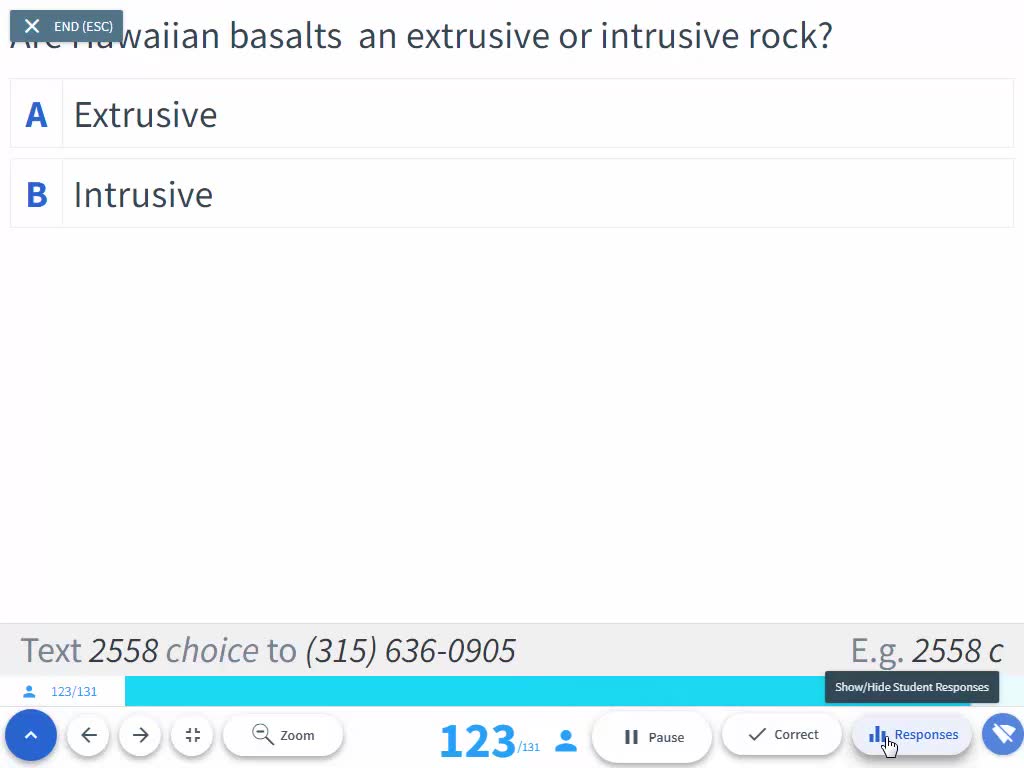 END (ESC)
Hawaiian basalts an extrusive or intrusive rock?
A Extrusive
B Intrusive
Text 2558 choice to (315) 636-0905
E.g. 2558 c
123/131
Show/Hide Student Responses
Zoom
123/131
Pause
Correct
Responses